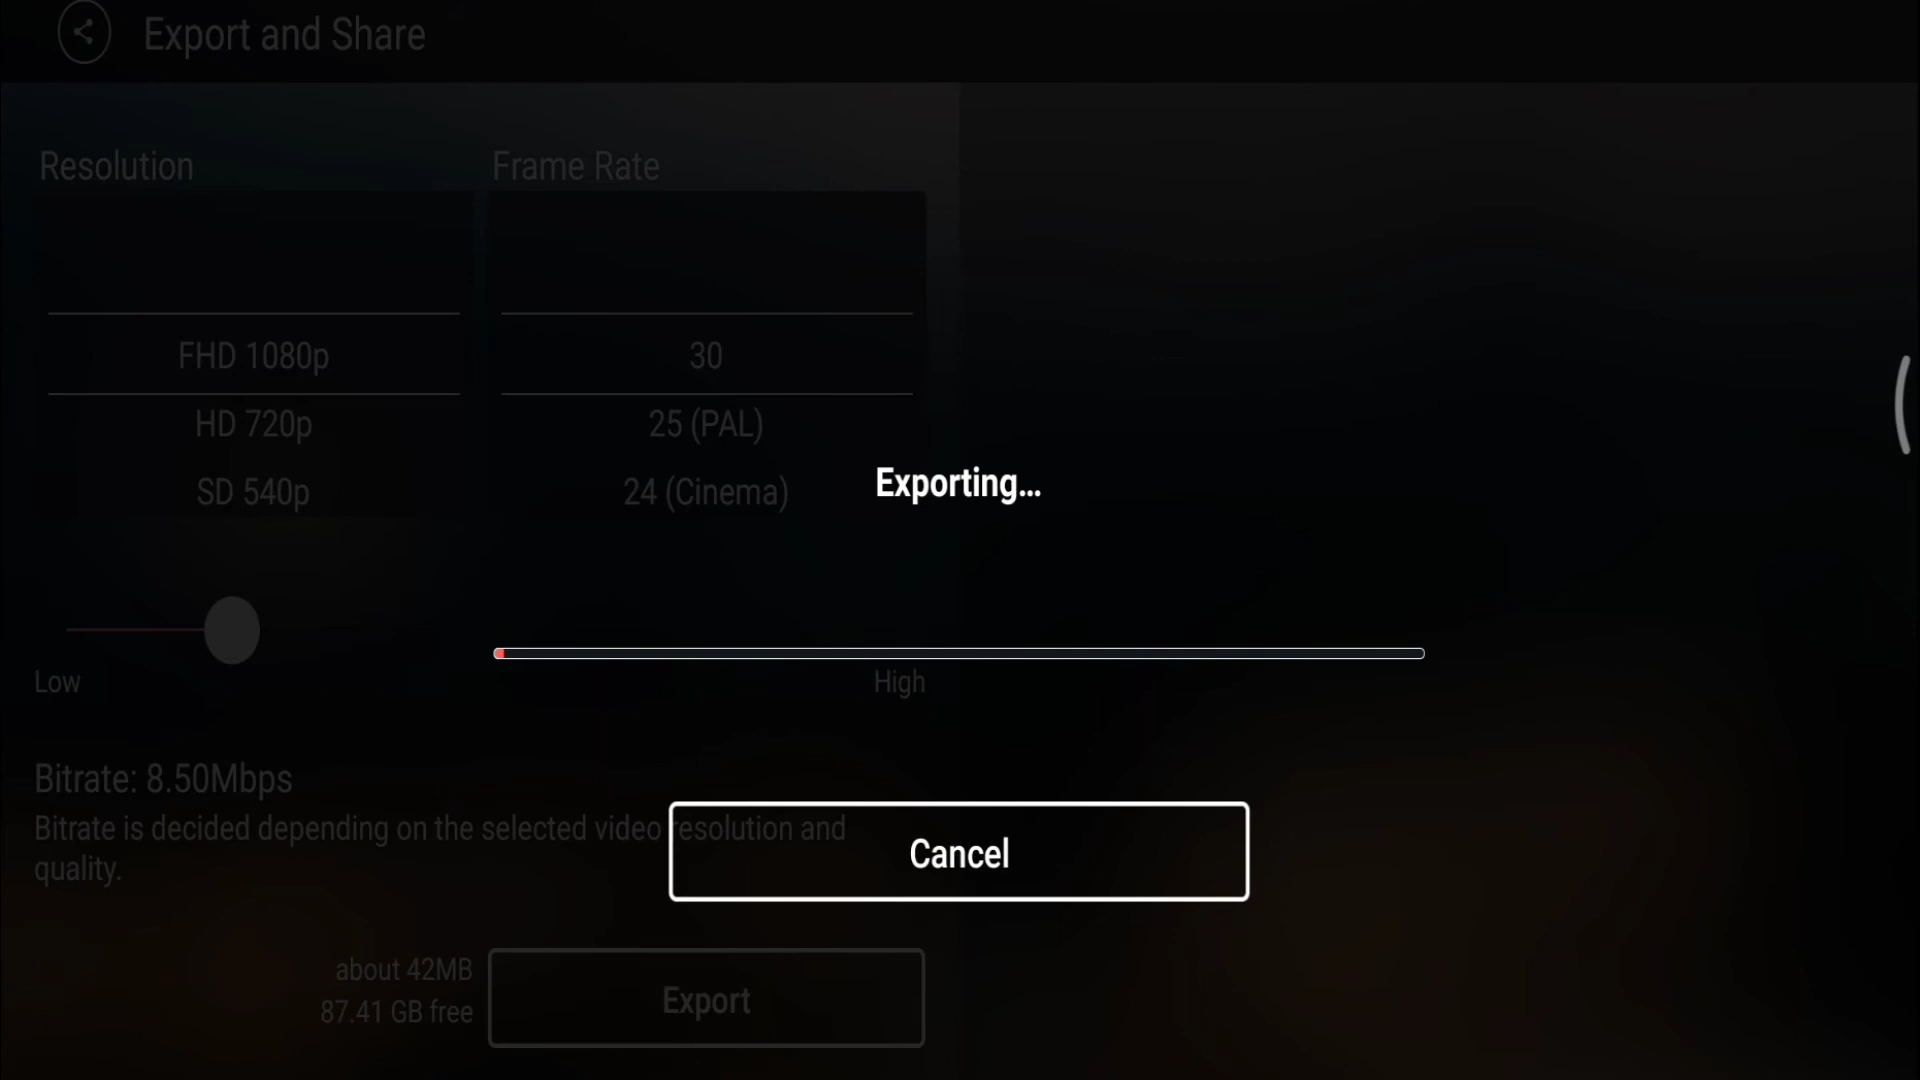 Export and Share
Resolution
Frame Rate
FHD 1080p
30
HD 720p
25 (PAL)
SD 540p
24 (Cinema)
Exporting...
Low
High
Bitrate: 8.50Mbps
Bitrate is decided depending on the selected video resolution and
quality.
Cancel
about 42MB
87.41 GB free
Export